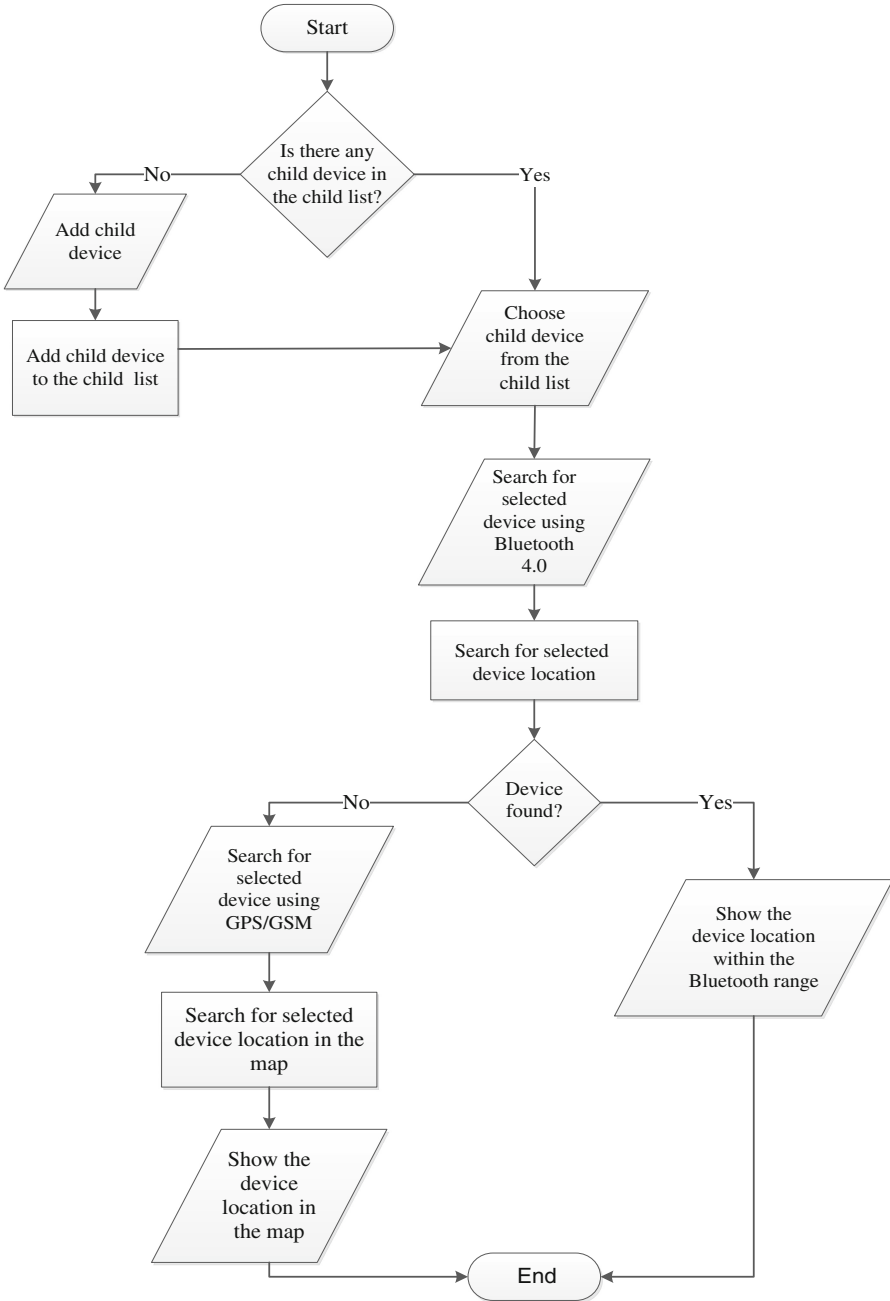 Start
Is there any
child device in
the child list?
No
Yes
Add child
device
Add child device
to the child list
Choose
child device
from the
child list
Search for
selected
device using
Bluetooth
4.0
Search for selected
device location
Device
found?
No
Yes
Search for
selected
device using
GPS/GSM
Show the
device location
within the
Bluetooth range
Search for selected
device location in the
map
Show the
device
location in
the map
End